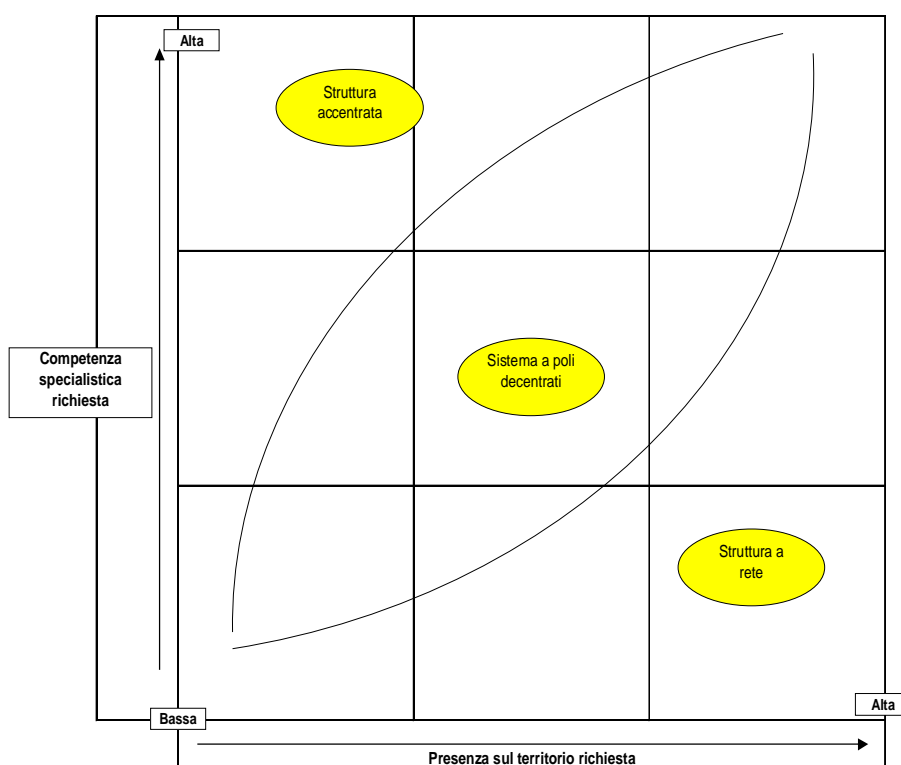 Alta
Struttura
accentrata
Competenza
specialistica
richiesta
Sistema a poli
decentrati
Struttura a
rete
Bassa
Alta
Presenza sul territorio richiesta